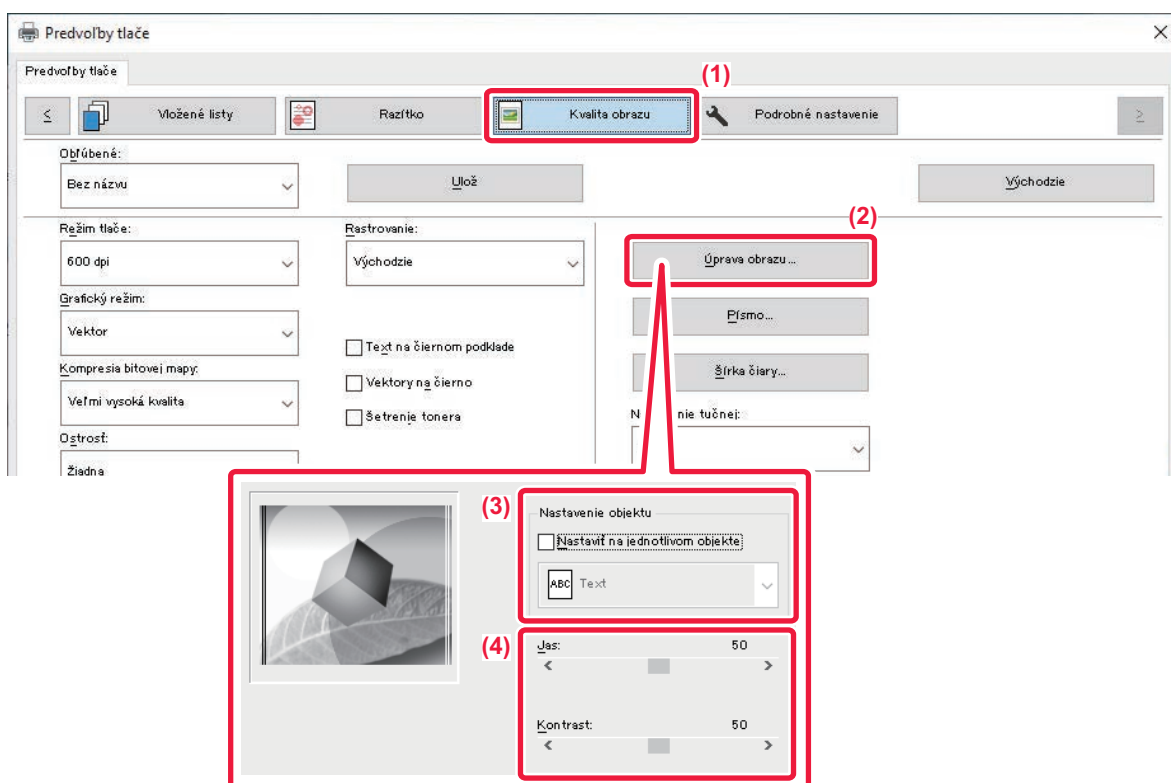 Predvoľby tlače
Predvoľby tlače
(1)
<
Vložené listy
Razítko
Kvalita obrazu
Podrobné nastavenie
>
Obľúbené:
Bez názvu
Ulož
Východzie
(2)
Režim tlače:
600 dpi
Rastrovanie:
Východzie
Úprava obrazu...
Grafický režim:
Vektor
Písmo...
Text na čiernom podklade
Kompresia bitovej mapy:
Veľmi vysoká kvalita
Vektory na čierno
Šírka čiary...
Šetrenie tonera
tučnej:
Ostrosť:
Žiadna
(3)
Nastavenie objektu
Nastaviť na jednotlivom objekte
ABC Text
(4)
Jas: 50
< >
Kontrast: 50
< >